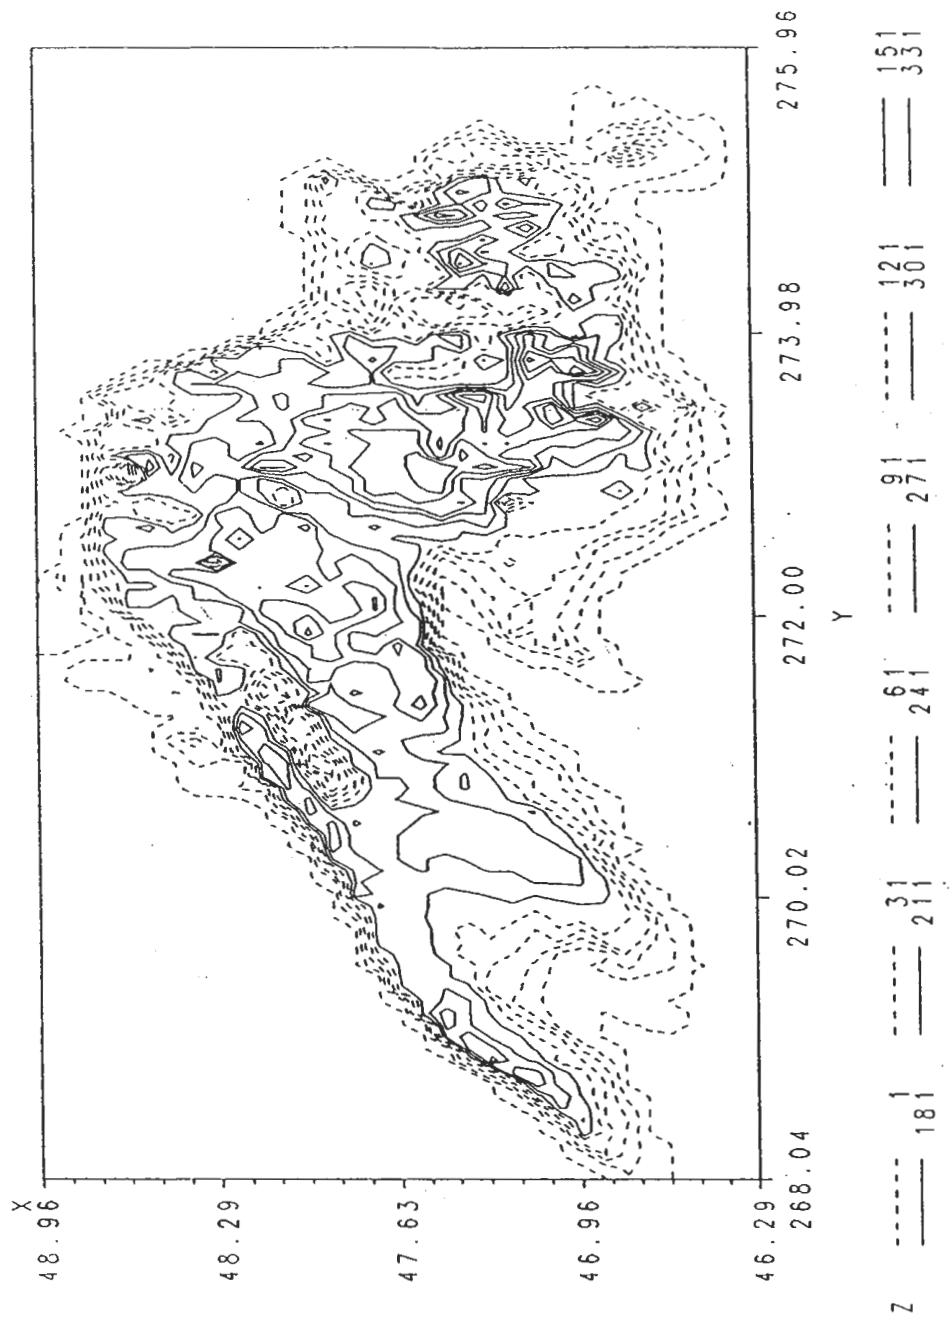 X
48.96
48.29
47.63
46.96
46.29
268.04 270.02 272.00 273.98 275.96
Y
Z ----- 1 ----- 31 ----- 61 ----- 91 ----- 121 —— 151
—— 181 —— 211 —— 241 —— 271 —— 301 —— 331